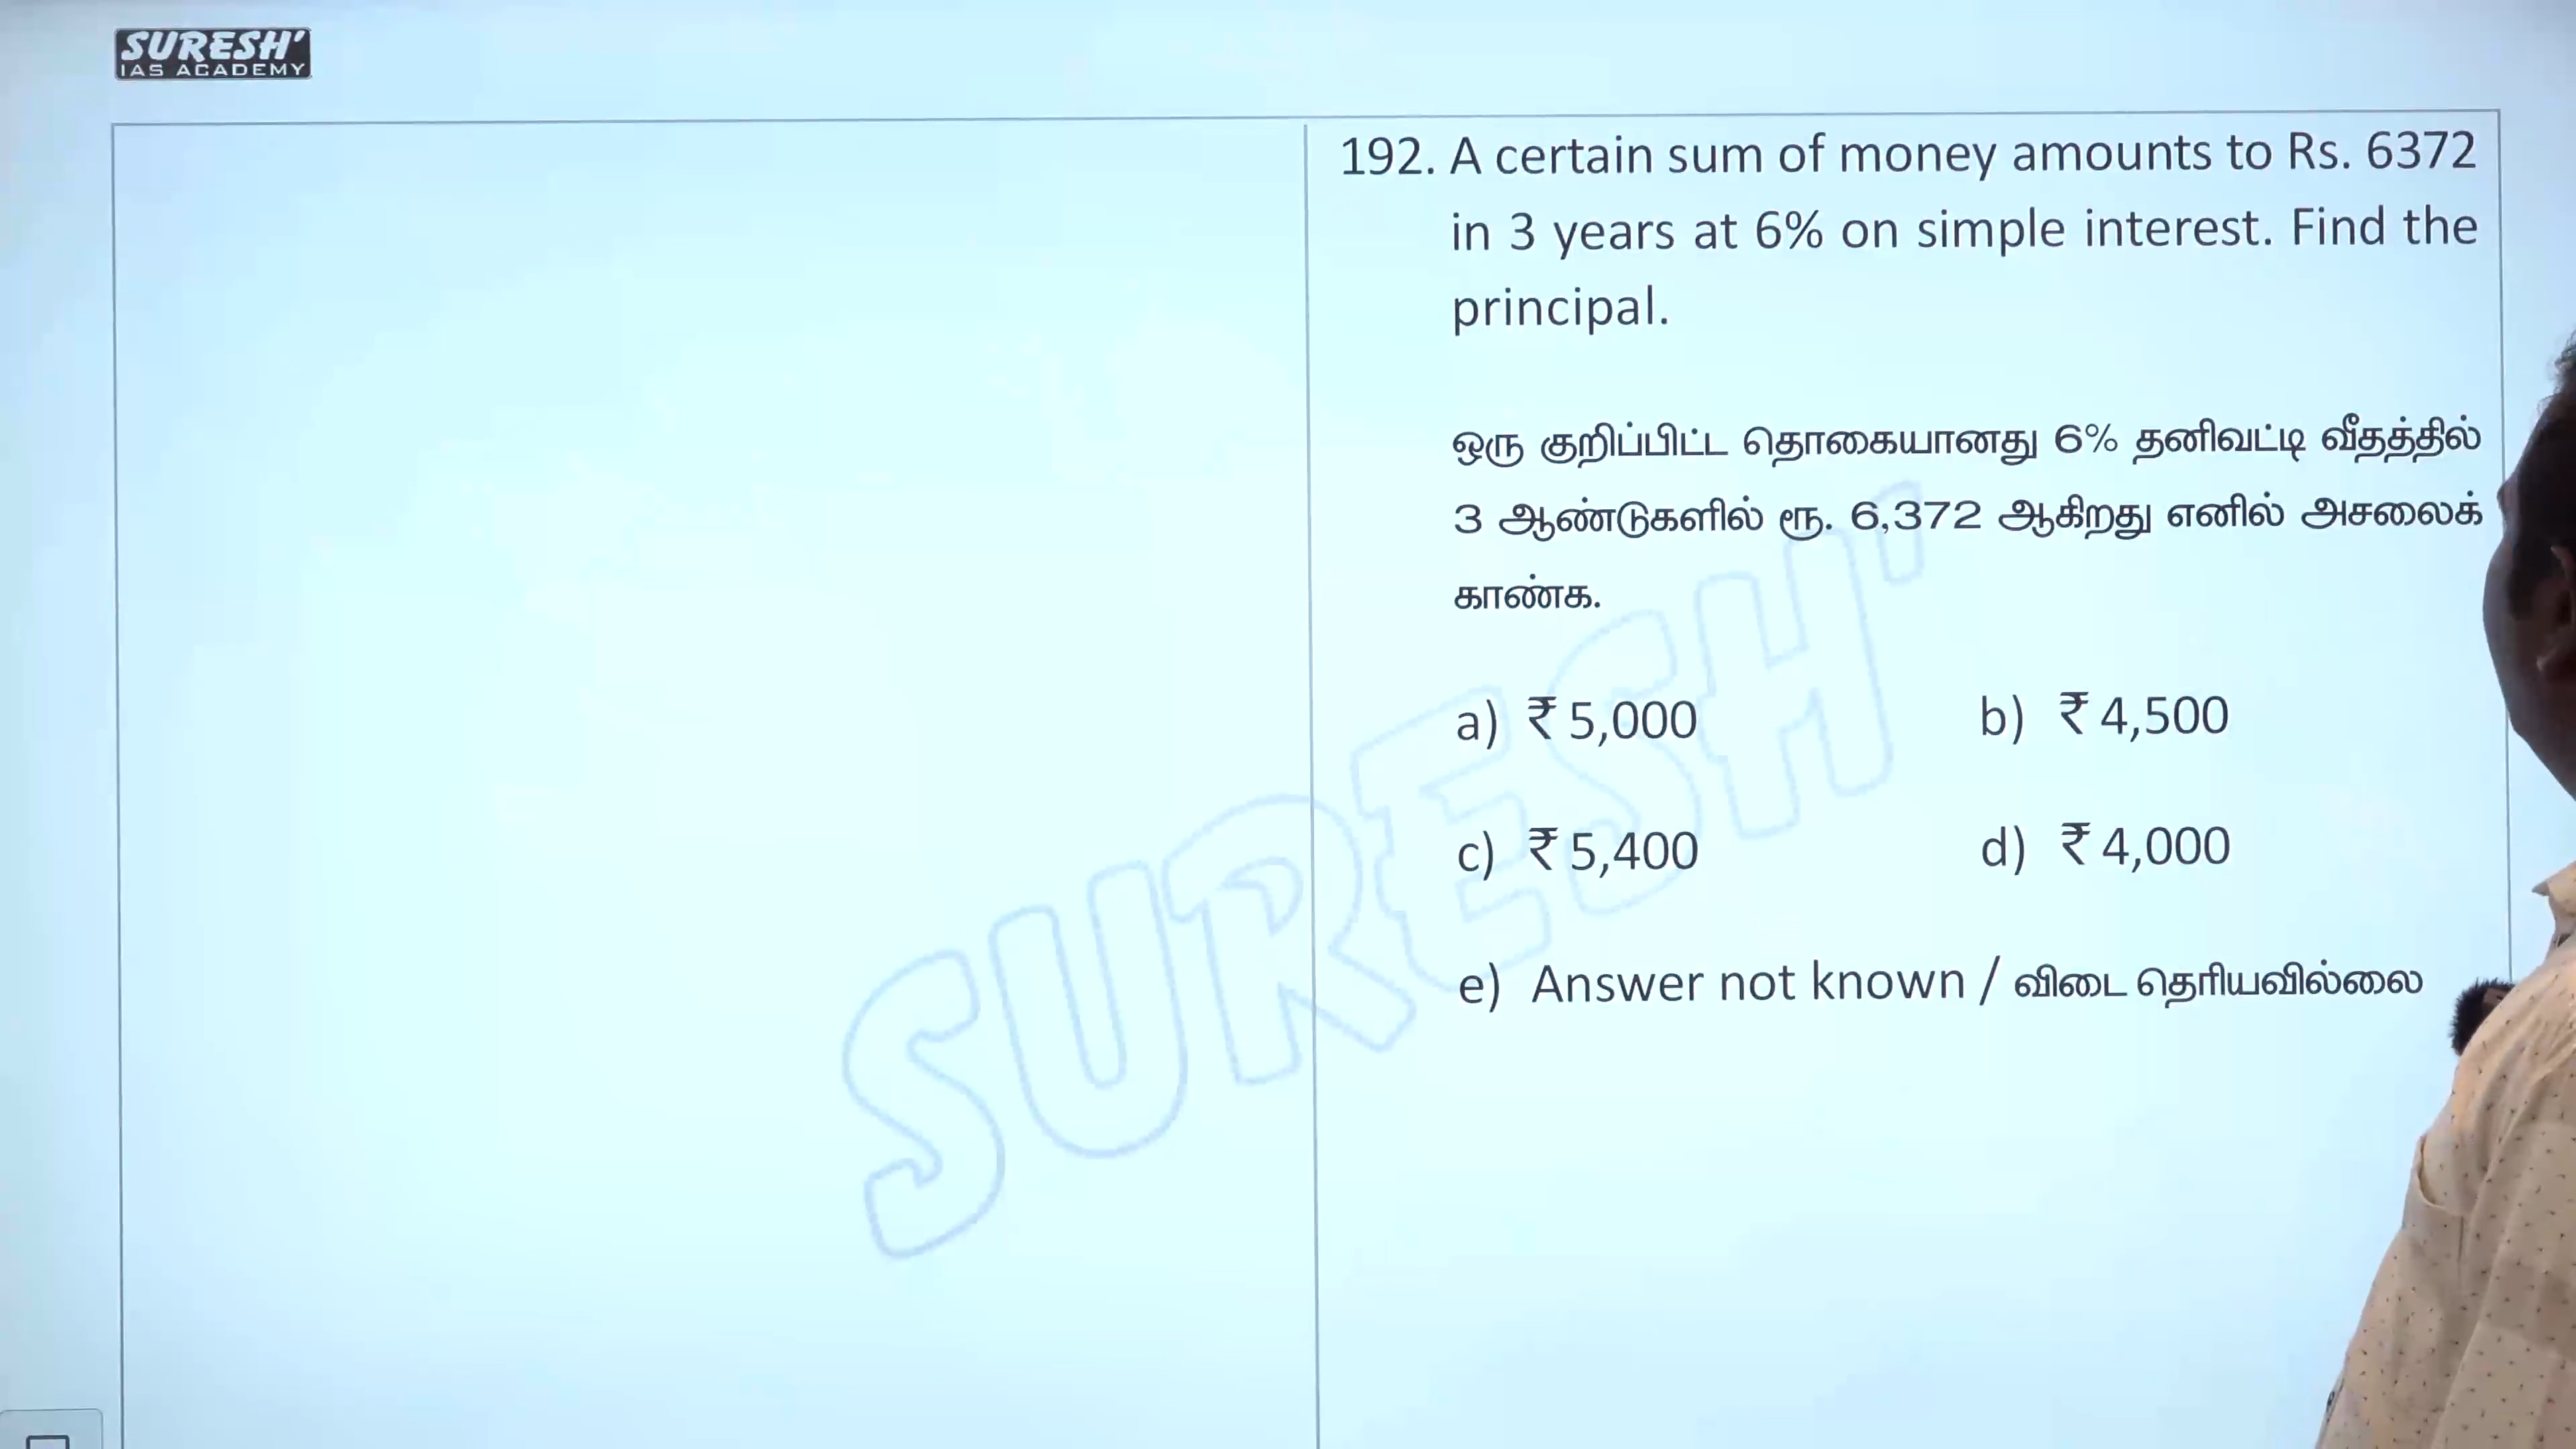 SURESH'
IAS ACADEMY
192. A certain sum of money amounts to Rs. 6372
in 3 years at 6% on simple interest. Find the
principal.
ஒரு குறிப்பிட்ட தொகையானது 6% தனிவட்டி வீதத்தில்
3 ஆண்டுகளில் ரூ. 6,372 ஆகிறது எனில் அசலைக்
காண்க.
a) ₹ 5,000 b) ₹ 4,500
c) ₹ 5,400 d) ₹ 4,000
e) Answer not known / விடை தெரியவில்லை
SURESH'